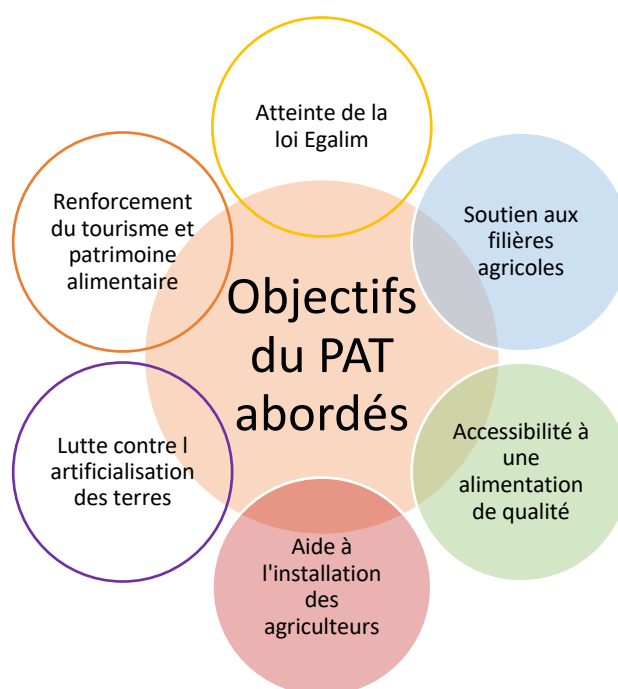 Atteinte de la
loi Egalim
Soutien aux
filières
agricoles
Accessibilité à
une
alimentation
de qualité
Aide à
l'installation
des
agriculteurs
Lutte contre l
artificialisation
des terres
Renforcement
du tourisme et
patrimoine
alimentaire
Objectifs
du PAT
abordés